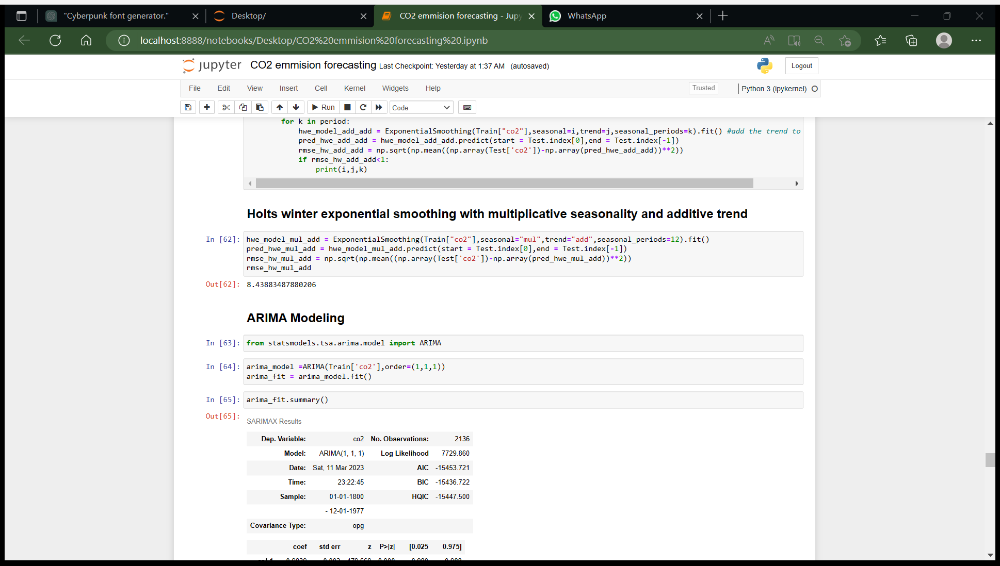 "Cyberpunk font generator."
Desktop/
CO2 emmision forecasting - Jupy
WhatsApp
localhost:8888/notebooks/Desktop/CO2%20emmision%20forecasting%20.ipynb
jupyter CO2 emmision forecasting Last Checkpoint: Yesterday at 1:37 AM (autosaved)
Logout
File Edit View Insert Cell Kernel Widgets Help
Trusted
Python 3 (ipykernel)
Run
Code
for k in period:
hwe_model_add_add = ExponentialSmoothing(Train["co2"],seasonal=i,trend=j,seasonal_periods=k).fit() #add the trend to
pred_hwe_add_add = hwe_model_add_add.predict(start = Test.index[0],end = Test.index[-1])
rmse_hw_add_add = np.sqrt(np.mean((np.array(Test['co2'])-np.array(pred_hwe_add_add))**2))
if rmse_hw_add_add<1:
print(i,j,k)
Holts winter exponential smoothing with multiplicative seasonality and additive trend
In [62]: hwe_model_mul_add = ExponentialSmoothing(Train["co2"],seasonal="mul",trend="add",seasonal_periods=12).fit()
pred_hwe_mul_add = hwe_model_mul_add.predict(start = Test.index[0],end = Test.index[-1])
rmse_hw_mul_add = np.sqrt(np.mean((np.array(Test['co2'])-np.array(pred_hwe_mul_add))**2))
rmse_hw_mul_add
Out[62]: 8.43883487880206
ARIMA Modeling
In [63]: from statsmodels.tsa.arima.model import ARIMA
In [64]: arima_model =ARIMA(Train['co2'],order=(1,1,1))
arima_fit = arima_model.fit()
In [65]: arima_fit.summary()
Out[65]:
SARIMAX Results
Dep. Variable: co2 No. Observations: 2136
Model: ARIMA(1, 1, 1) Log Likelihood 7729.860
Date: Sat, 11 Mar 2023 AIC -15453.721
Time: 23:22:45 BIC -15436.722
Sample: 01-01-1800 HQIC -15447.500
- 12-01-1977
Covariance Type: opg
coef std err z P>|z| [0.025 0.975]